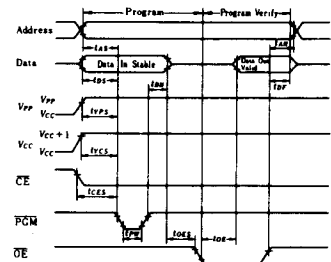 Program
Program Verify
Address
tAS
tAH
Data
Data In Stable
Data Out
Valid
tDS
tDH
tDF
VPP
VPP
VCC
tVPS
VCC
VCC + 1
VCC
tVCS
CE
tCES
PGM
tPW
tOES
tOE
OE